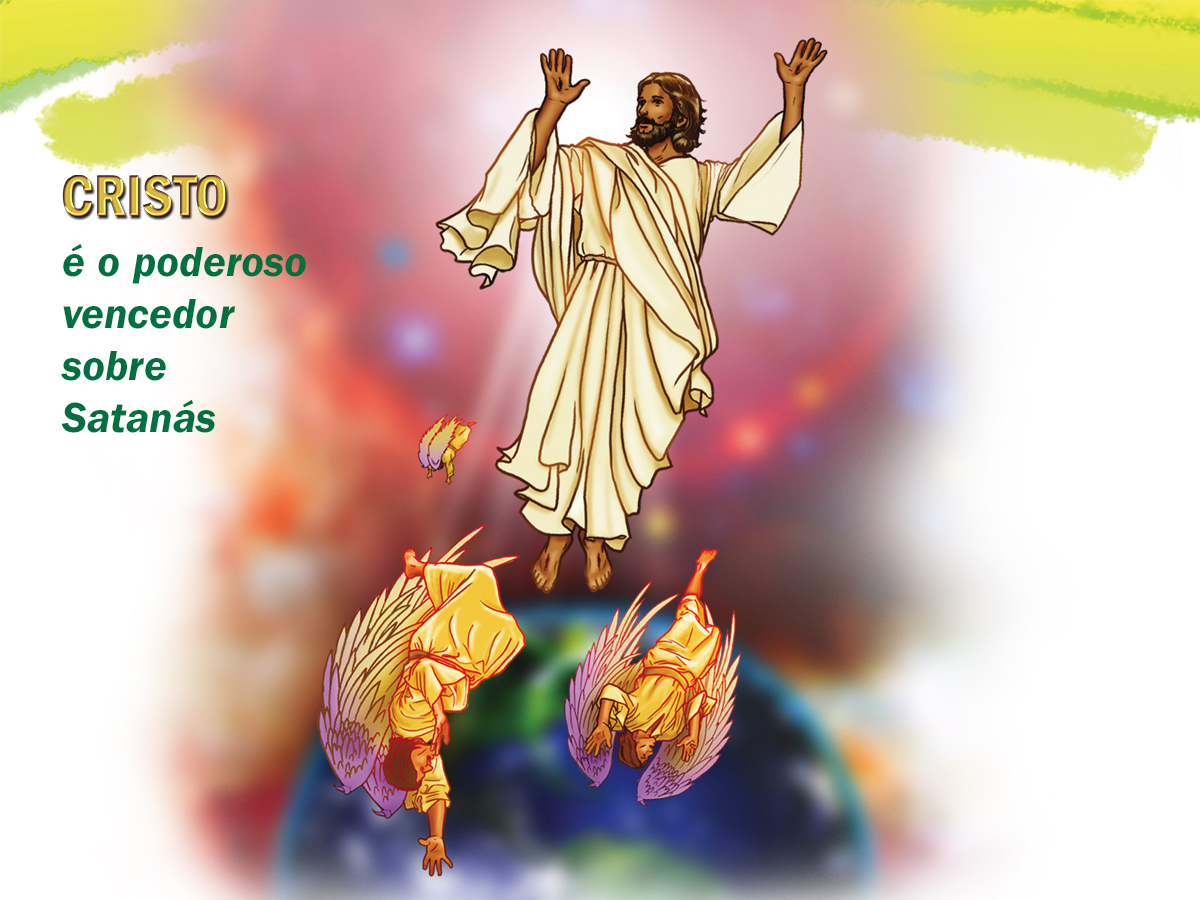 CRISTO
é o poderoso
vencedor
sobre
Satanás